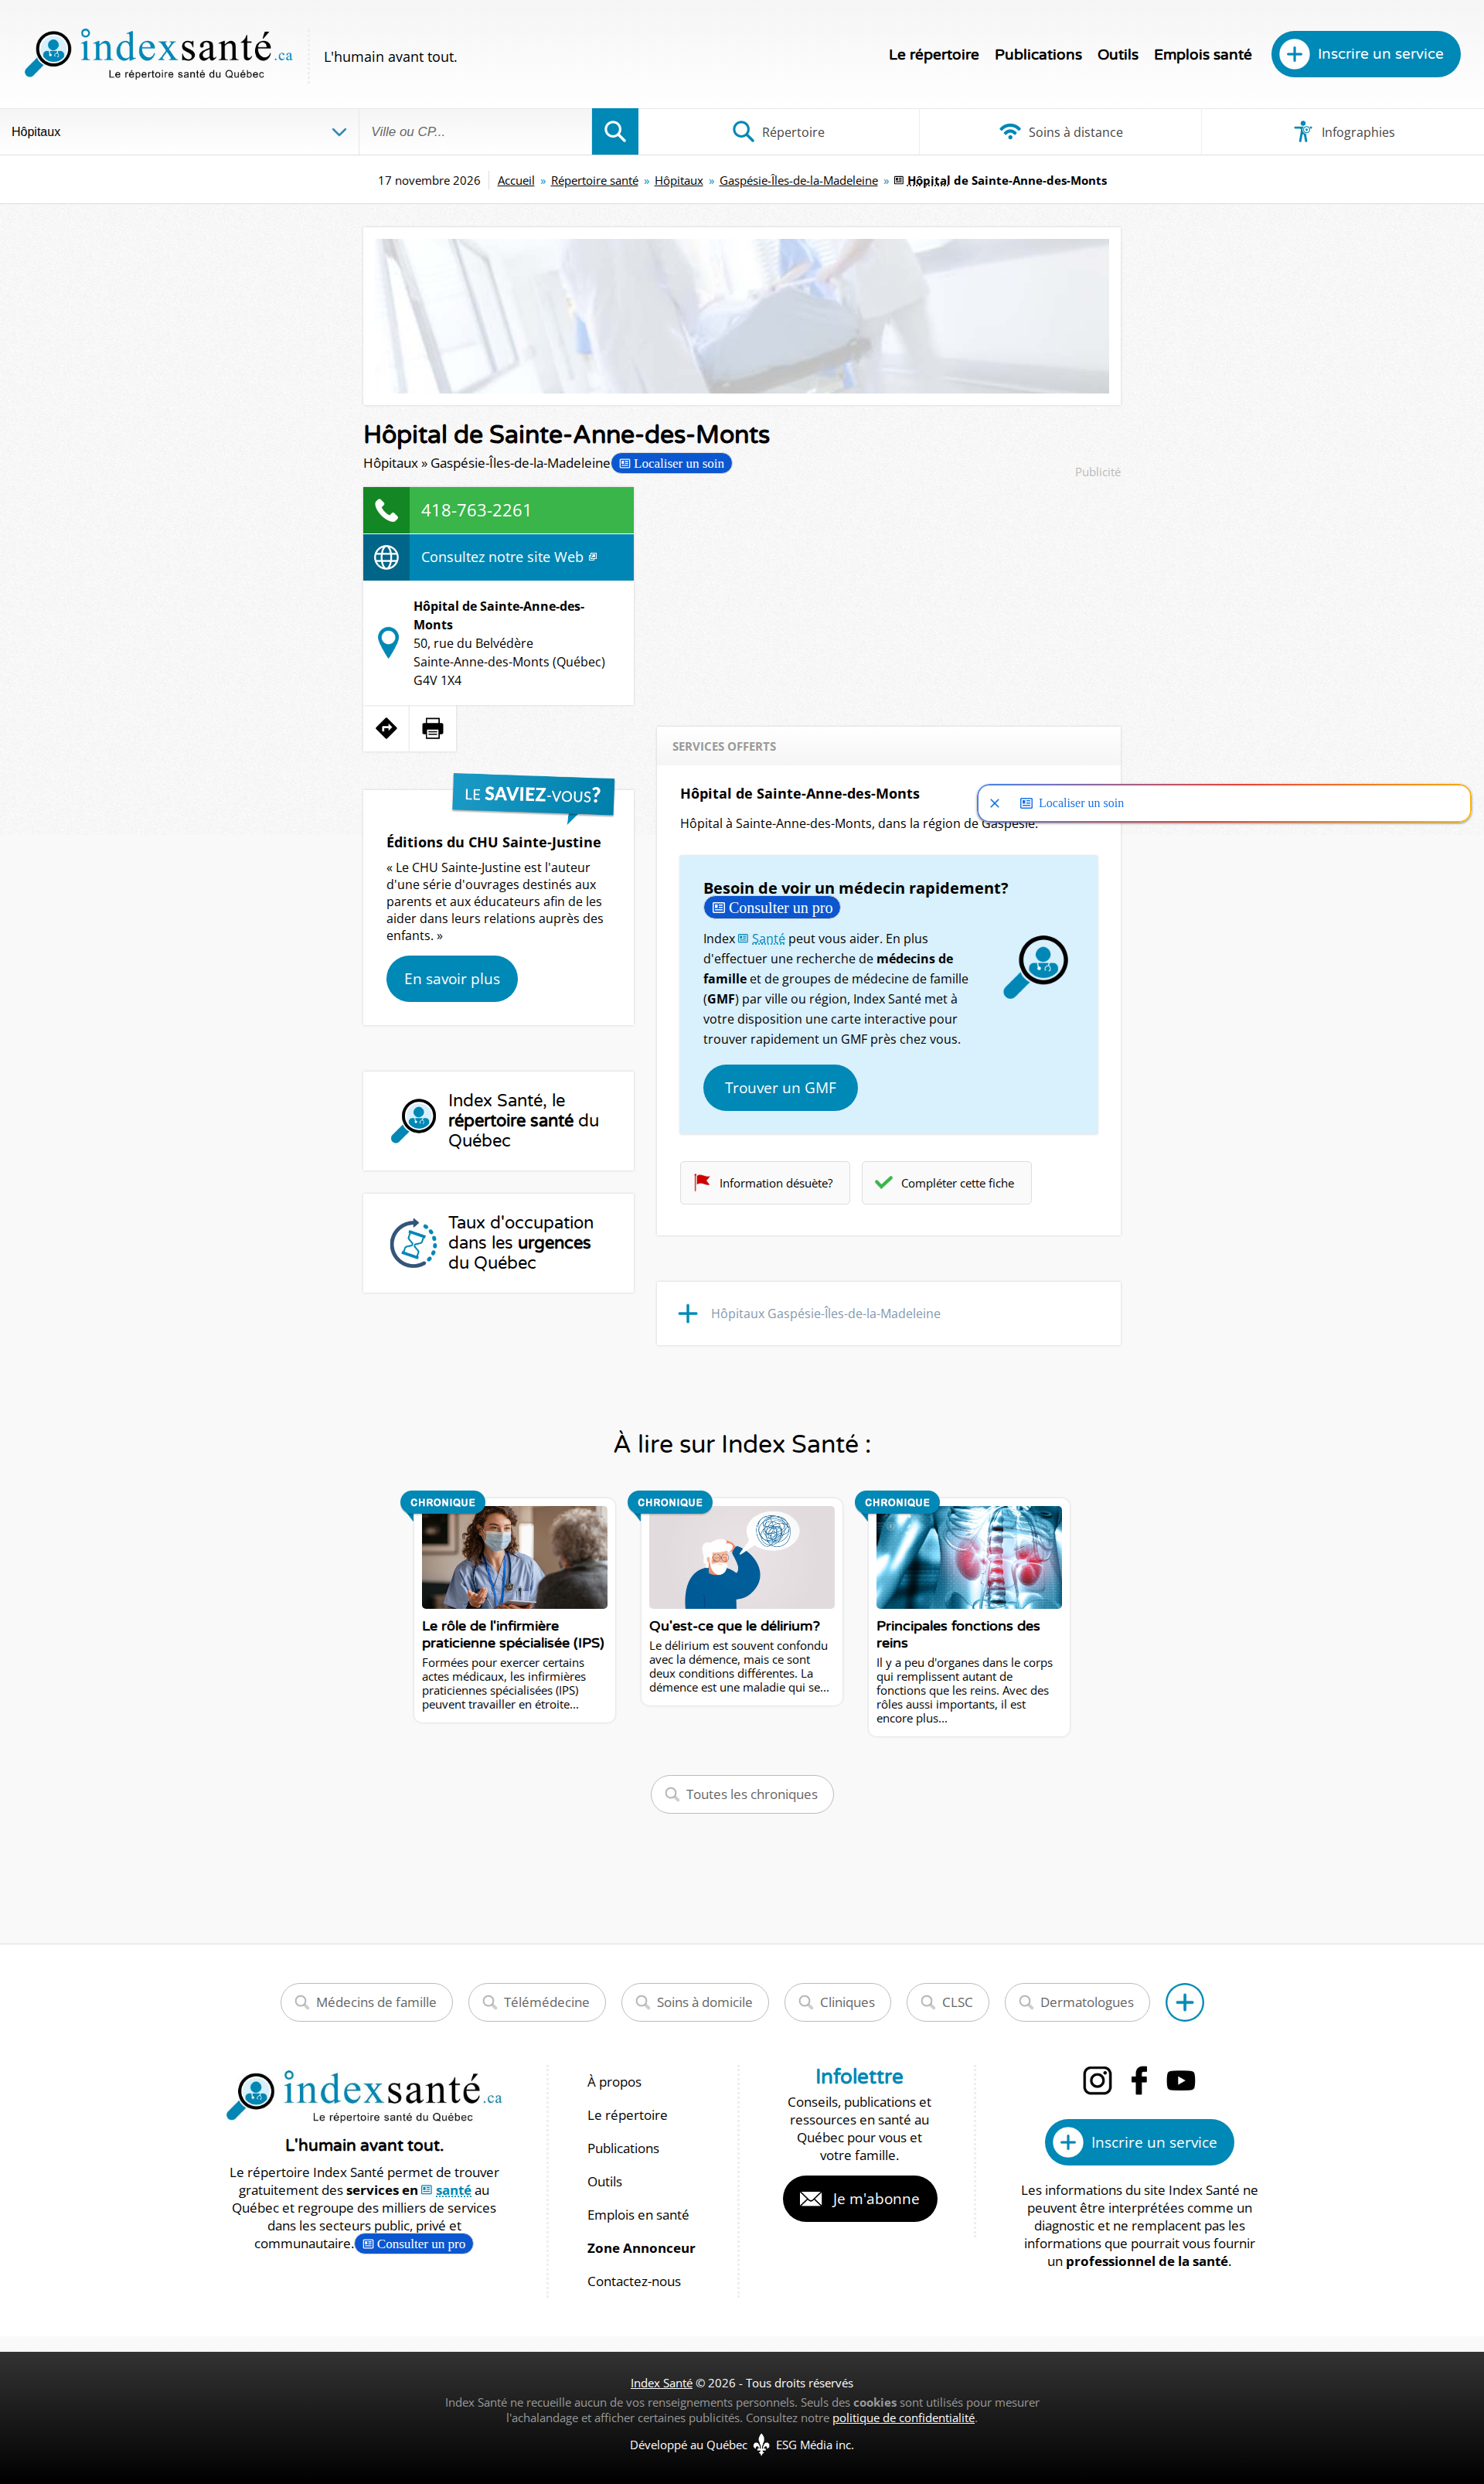 indexsanté.ca
Le répertoire santé du Québec
L'humain avant tout.
Le répertoire
Publications
Outils
Emplois santé
Inscrire un service
Hôpitaux
Ville ou CP...
Répertoire
Soins à distance
Infographies
17 novembre 2026
Accueil » Répertoire santé » Hôpitaux » Gaspésie-Îles-de-la-Madeleine » Hôpital de Sainte-Anne-des-Monts
Hôpital de Sainte-Anne-des-Monts
Hôpitaux » Gaspésie-Îles-de-la-Madeleine Localiser un soin
Publicité
418-763-2261
Consultez notre site Web
Hôpital de Sainte-Anne-des-
Monts
50, rue du Belvédère
Sainte-Anne-des-Monts (Québec)
G4V 1X4
LE SAVIEZ-VOUS?
Éditions du CHU Sainte-Justine
« Le CHU Sainte-Justine est l'auteur
d'une série d'ouvrages destinés aux
parents et aux éducateurs afin de les
aider dans leurs relations auprès des
enfants. »
En savoir plus
Index Santé, le
répertoire santé du
Québec
Taux d'occupation
dans les urgences
du Québec
SERVICES OFFERTS
Hôpital de Sainte-Anne-des-Monts
Localiser un soin
Hôpital à Sainte-Anne-des-Monts, dans la région de Gaspésie.
Besoin de voir un médecin rapidement?
Consulter un pro
Index Santé peut vous aider. En plus
d'effectuer une recherche de médecins de
famille et de groupes de médecine de famille
(GMF) par ville ou région, Index Santé met à
votre disposition une carte interactive pour
trouver rapidement un GMF près chez vous.
Trouver un GMF
Information désuète?
Compléter cette fiche
Hôpitaux Gaspésie-Îles-de-la-Madeleine
À lire sur Index Santé :
CHRONIQUE
Le rôle de l'infirmière
praticienne spécialisée (IPS)
Formées pour exercer certains
actes médicaux, les infirmières
praticiennes spécialisées (IPS)
peuvent travailler en étroite...
CHRONIQUE
Qu'est-ce que le délirium?
Le délirium est souvent confondu
avec la démence, mais ce sont
deux conditions différentes. La
démence est une maladie qui se...
CHRONIQUE
Principales fonctions des
reins
Il y a peu d'organes dans le corps
qui remplissent autant de
fonctions que les reins. Avec des
rôles aussi importants, il est
encore plus...
Toutes les chroniques
Médecins de famille
Télémédecine
Soins à domicile
Cliniques
CLSC
Dermatologues
indexsanté.ca
Le répertoire santé du Québec
L'humain avant tout.
Le répertoire Index Santé permet de trouver
gratuitement des services en santé au
Québec et regroupe des milliers de services
dans les secteurs public, privé et
communautaire. Consulter un pro
À propos
Le répertoire
Publications
Outils
Emplois en santé
Zone Annonceur
Contactez-nous
Infolettre
Conseils, publications et
ressources en santé au
Québec pour vous et
votre famille.
Je m'abonne
Inscrire un service
Les informations du site Index Santé ne
peuvent être interprétées comme un
diagnostic et ne remplacent pas les
informations que pourrait vous fournir
un professionnel de la santé.
Index Santé © 2026 - Tous droits réservés
Index Santé ne recueille aucun de vos renseignements personnels. Seuls des cookies sont utilisés pour mesurer
l'achalandage et afficher certaines publicités. Consultez notre politique de confidentialité.
Développé au Québec ESG Média inc.